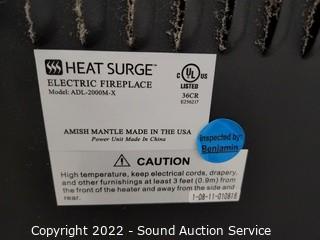 HEAT SURGE™
ELECTRIC FIREPLACE
Model: ADL-2000M-X
C UL US
LISTED
36CR
E256217
AMISH MANTLE MADE IN THE USA
Power Unit Made in China
Inspected by
Benjamin
CAUTION
High temperature, keep electrical cords, drapery,
and other furnishings at least 3 feet (0.9m) from the
front of the heater and away from the side and
rear.
1-08-11-010818
Copyright 2022 - Sound Auction Service